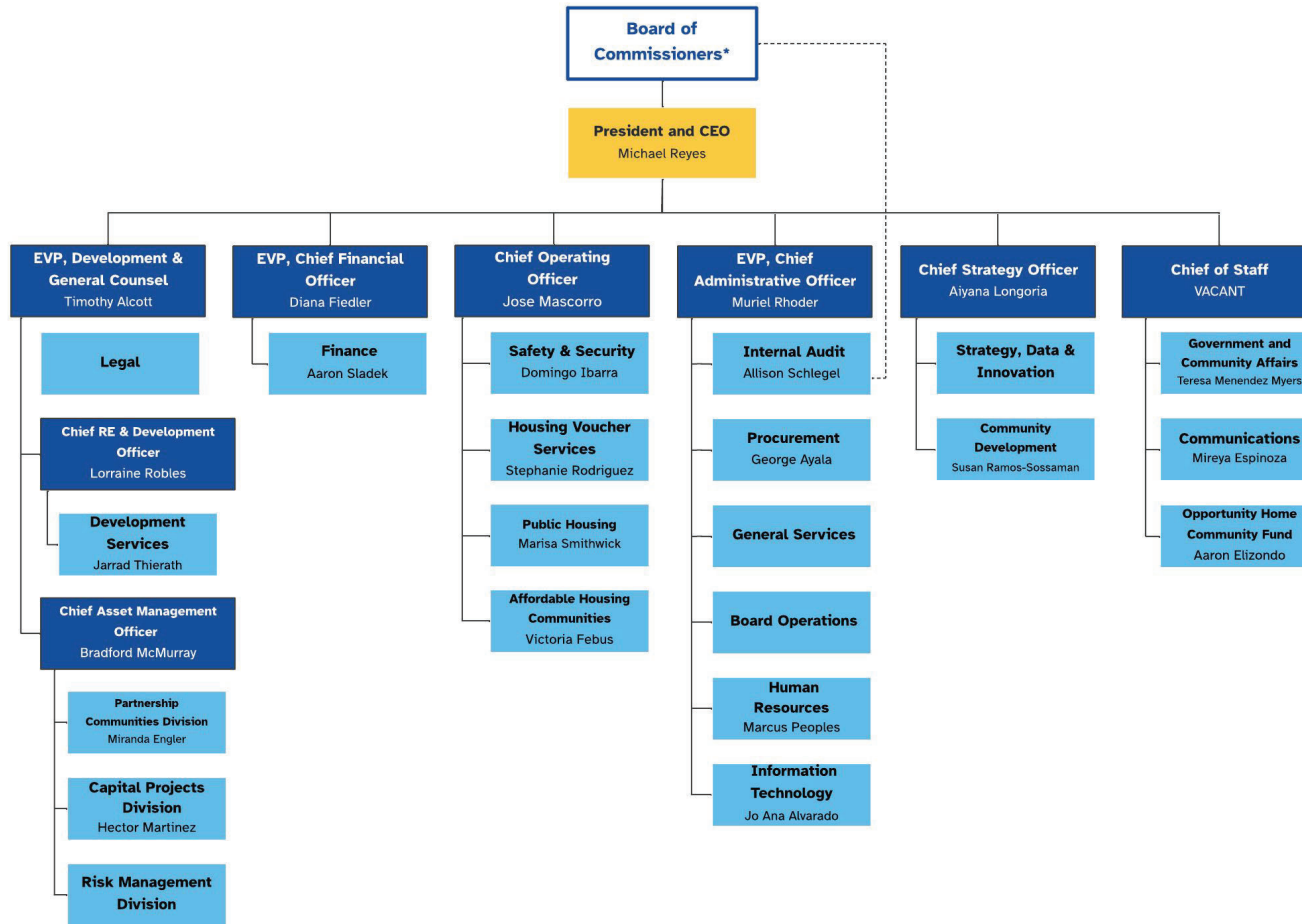 Board of
Commissioners*
President and CEO
Michael Reyes
EVP, Development &
General Counsel
Timothy Alcott
Legal
Chief RE & Development
Officer
Lorraine Robles
Development
Services
Jarrad Thierath
Chief Asset Management
Officer
Bradford McMurray
Partnership
Communities Division
Miranda Engler
Capital Projects
Division
Hector Martinez
Risk Management
Division
EVP, Chief Financial
Officer
Diana Fiedler
Finance
Aaron Sladek
Chief Operating
Officer
Jose Mascorro
Safety & Security
Domingo Ibarra
Housing Voucher
Services
Stephanie Rodriguez
Public Housing
Marisa Smithwick
Affordable Housing
Communities
Victoria Febus
EVP, Chief
Administrative Officer
Muriel Rhoder
Internal Audit
Allison Schlegel
Procurement
George Ayala
General Services
Board Operations
Human
Resources
Marcus Peoples
Information
Technology
Jo Ana Alvarado
Chief Strategy Officer
Aiyana Longoria
Strategy, Data &
Innovation
Community
Development
Susan Ramos-Sossaman
Chief of Staff
VACANT
Government and
Community Affairs
Teresa Menendez Myers
Communications
Mireya Espinoza
Opportunity Home
Community Fund
Aaron Elizondo